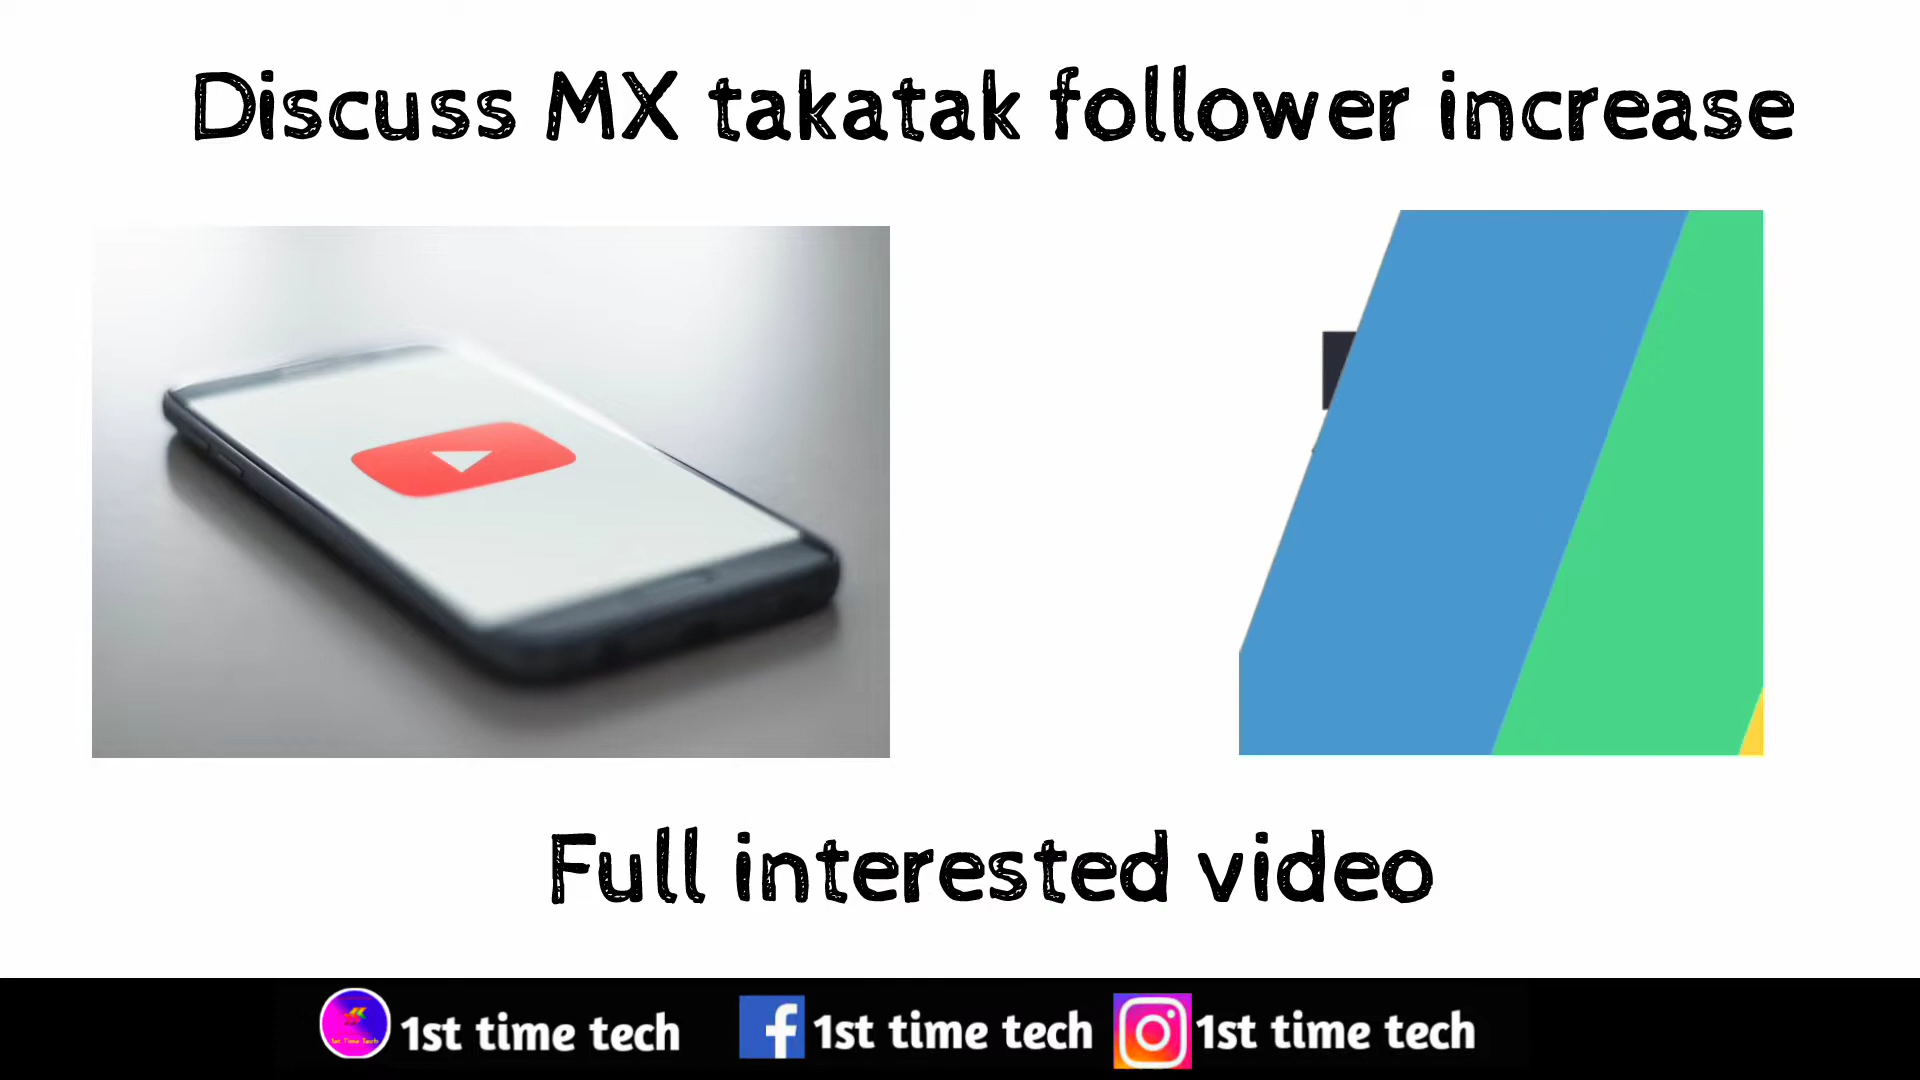 Discuss MX takatak follower increase
Full interested video
1st time tech
1st time tech
1st time tech